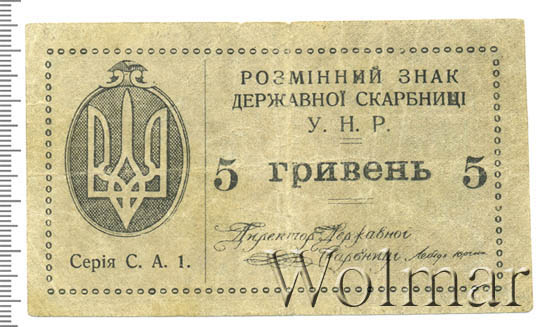 РОЗМІННИЙ ЗНАК
ДЕРЖАВНОЇ СКАРБНИЦІ
У. Н. Р.
5 гривень 5
Директор Державної
Скарбниці
Серія С. А. 1.
Wolmar